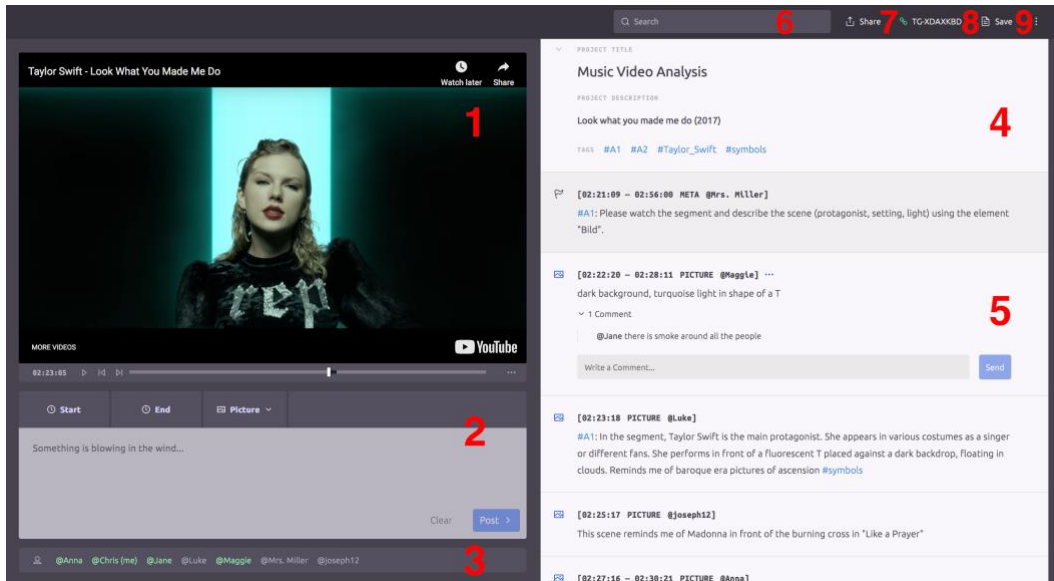 Search
6
Share
7
TG-XDAXKBD
8
Save
9
Taylor Swift - Look What You Made Me Do
Watch later
Share
1
MORE VIDEOS
YouTube
02:23:05
Start
End
Picture
2
Something is blowing in the wind...
Clear
Post
@Anna @Chris (me) @Jane @Luke @Maggie @Mrs. Miller @joseph12
3
PROJECT TITLE
Music Video Analysis
PROJECT DESCRIPTION
4
Look what you made me do (2017)
TAGS #A1 #A2 #Taylor_Swift #symbols
[02:21:09 – 02:56:00 META @Mrs. Miller]
#A1: Please watch the segment and describe the scene (protagonist, setting, light) using the element
"Bild".
[02:22:20 – 02:28:11 PICTURE @Maggie] ...
dark background, turquoise light in shape of a T
1 Comment
5
@Jane there is smoke around all the people
Write a Comment...
Send
[02:23:18 PICTURE @Luke]
#A1: In the segment, Taylor Swift is the main protagonist. She appears in various costumes as a singer
or different fans. She performs in front of a fluorescent T placed against a dark backdrop, floating in
clouds. Reminds me of baroque era pictures of ascension #symbols
[02:25:17 PICTURE @joseph12]
This scene reminds me of Madonna in front of the burning cross in "Like a Prayer"
[02:27:16 – 02:30:21 PICTURE @Anna]